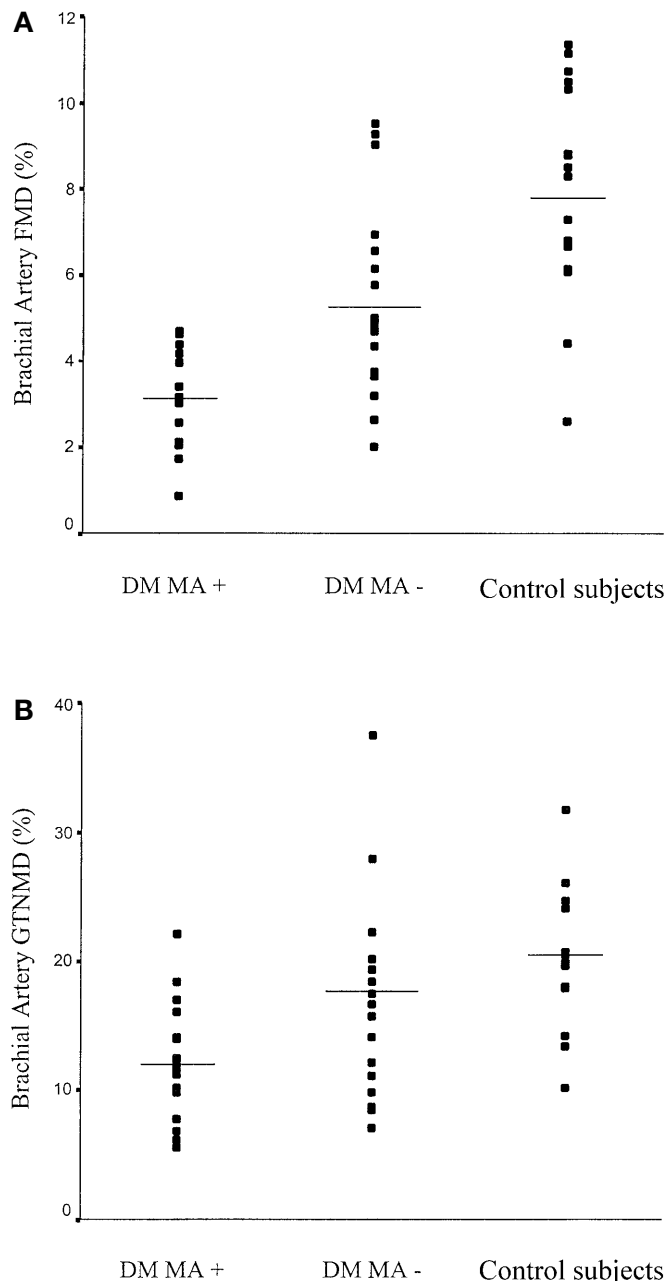 A
12
10
8
6
4
2
0
Brachial Artery FMD (%)
DM MA + DM MA - Control subjects
B
40
30
20
10
0
Brachial Artery GTNMD (%)
DM MA + DM MA - Control subjects